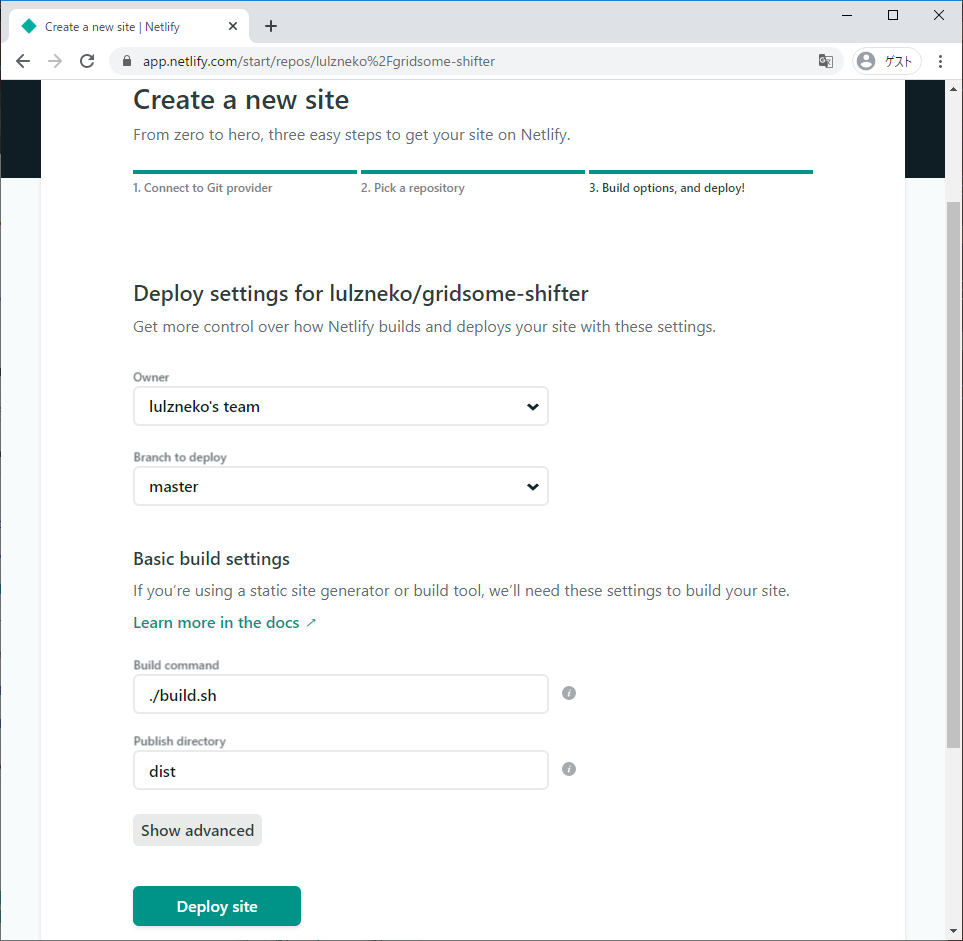 Create a new site | Netlify
app.netlify.com/start/repos/lulzneko%2Fgridsome-shifter
ゲスト
Create a new site
From zero to hero, three easy steps to get your site on Netlify.
1. Connect to Git provider
2. Pick a repository
3. Build options, and deploy!
Deploy settings for lulzneko/gridsome-shifter
Get more control over how Netlify builds and deploys your site with these settings.
Owner
lulzneko's team
Branch to deploy
master
Basic build settings
If you’re using a static site generator or build tool, we’ll need these settings to build your site.
Learn more in the docs ↗
Build command
./build.sh
Publish directory
dist
Show advanced
Deploy site